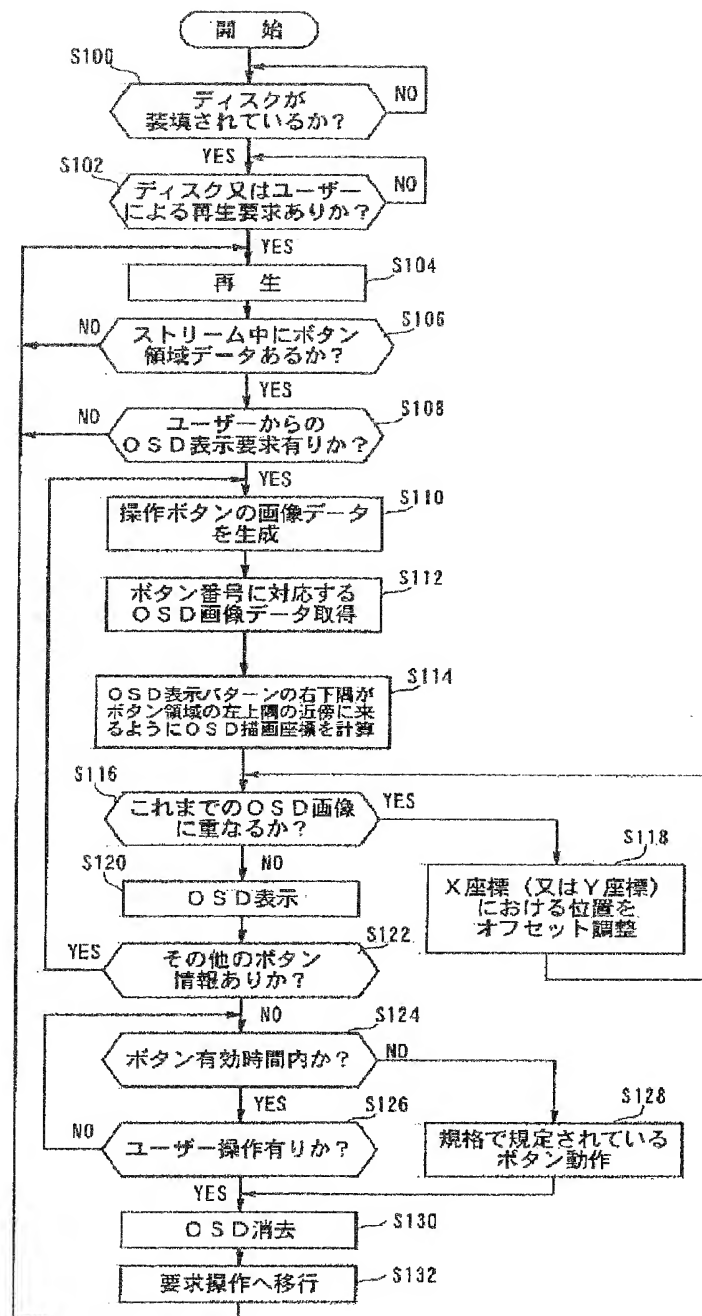 開 始
S100
ディスクが
装填されているか？
NO
YES
S102
ディスク又はユーザー
による再生要求ありか？
NO
YES
再 生
S104
NO
ストリーム中にボタン
領域データあるか？
S106
YES
NO
ユーザーからの
OSD表示要求有りか？
S108
YES
操作ボタンの画像データ
を生成
S110
ボタン番号に対応する
OSD画像データ取得
S112
OSD表示パターンの右下隅が
ボタン領域の左上隅の近傍に来
るようにOSD描画座標を計算
S114
S116
これまでのOSD画像
に重なるか？
YES
S118
X座標（又はY座標）
における位置を
オフセット調整
NO
S120
OSD表示
YES
その他のボタン
情報ありか？
S122
NO
S124
ボタン有効時間内か？
NO
YES
S126
NO
ユーザー操作有りか？
S128
規格で規定されている
ボタン動作
YES
OSD消去
S130
要求操作へ移行
S132